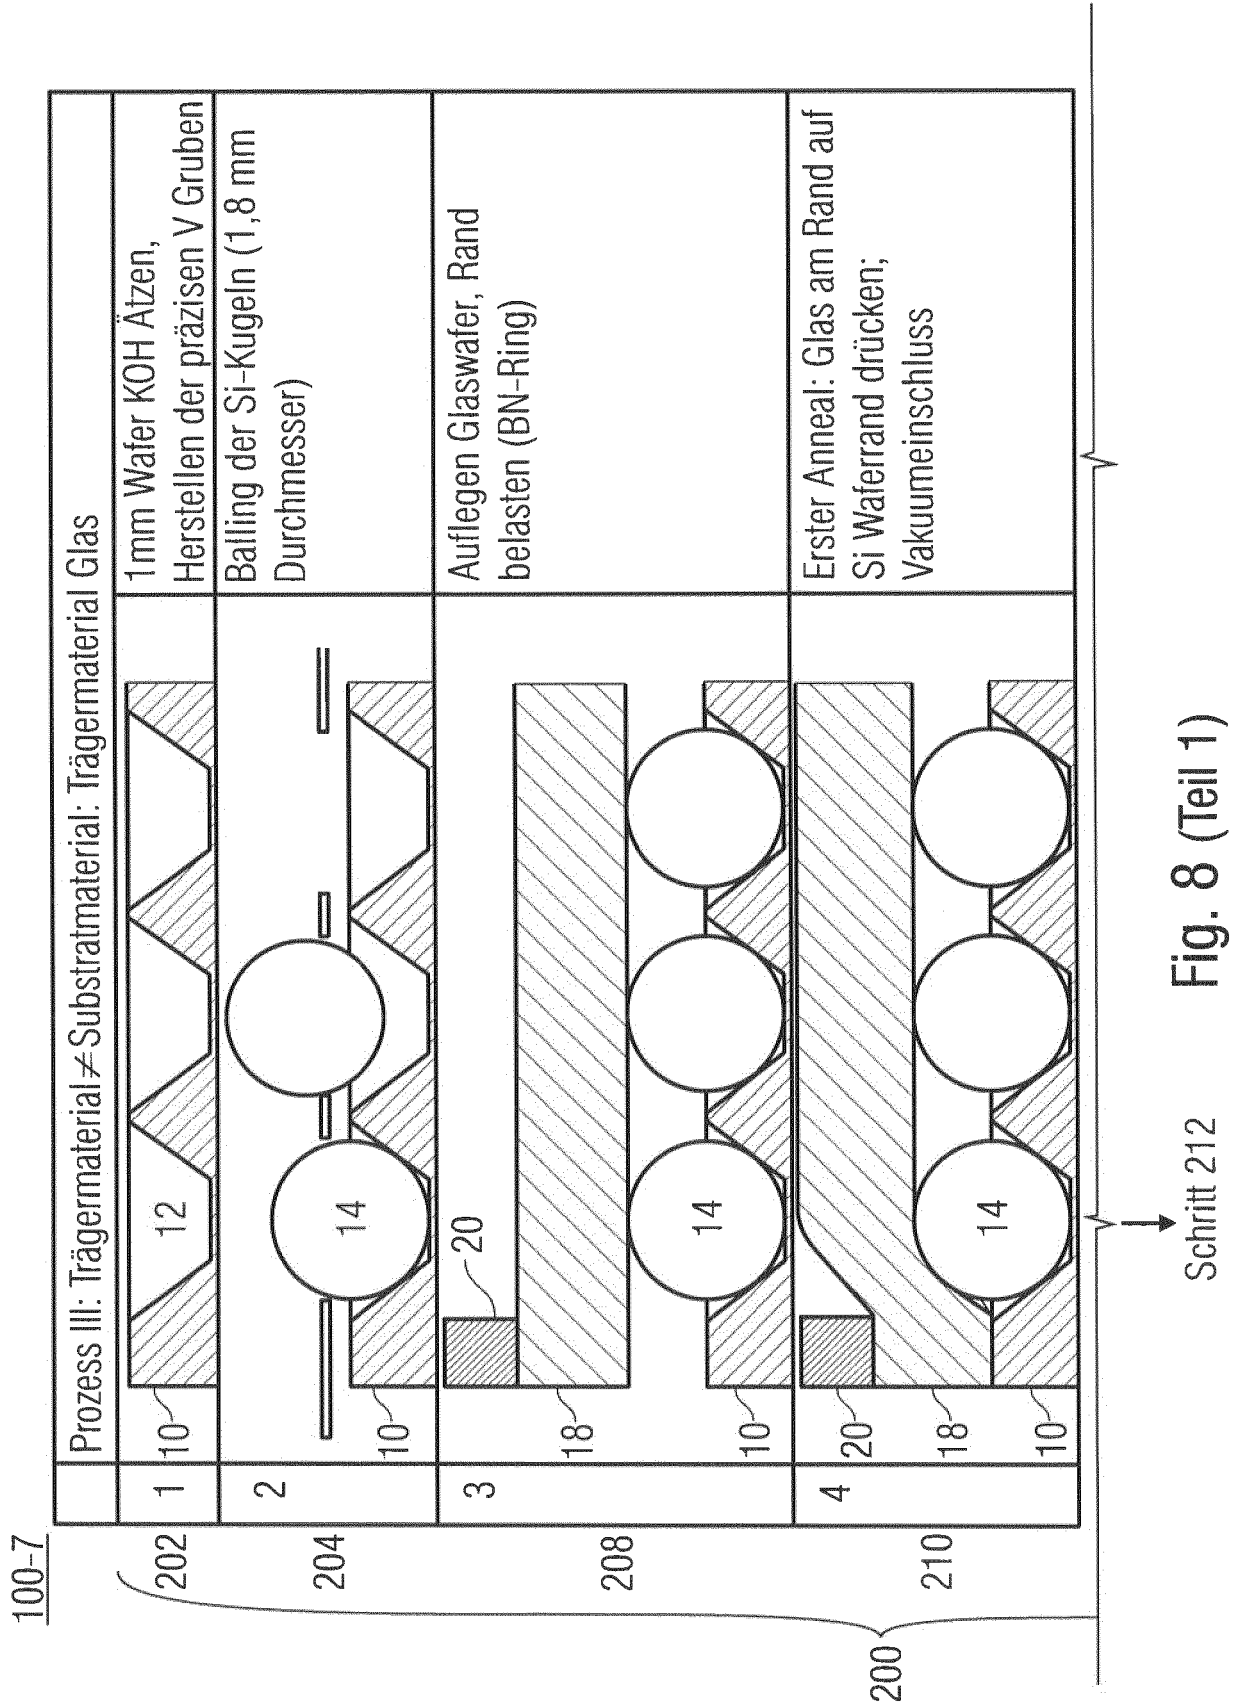 100-7
Prozess III: Trägermaterial≠Substratmaterial: Trägermaterial Glas
202
1
10
12
1mm Wafer KOH Ätzen,
Herstellen der präzisen V Gruben
204
2
10
14
Balling der Si-Kugeln (1,8 mm
Durchmesser)
208
3
20
18
10
14
Auflegen Glaswafer, Rand
belasten (BN-Ring)
210
4
20
18
10
14
Erster Anneal: Glas am Rand auf
Si Waferrand drücken;
Vakuumeinschluss
200
Schritt 212
Fig. 8 (Teil 1)